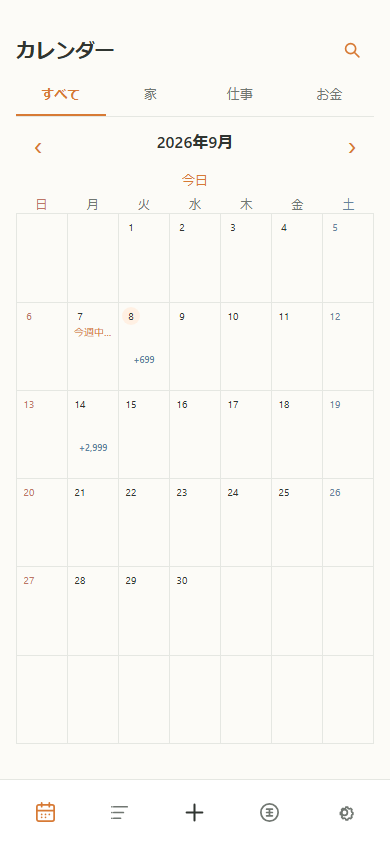 カレンダー
すべて 家 仕事 お金
‹ 2026年9月 ›
今日
日 月 火 水 木 金 土
1 2 3 4 5
6 7 8 9 10 11 12
今週中...
+699
13 14 15 16 17 18 19
+2,999
20 21 22 23 24 25 26
27 28 29 30